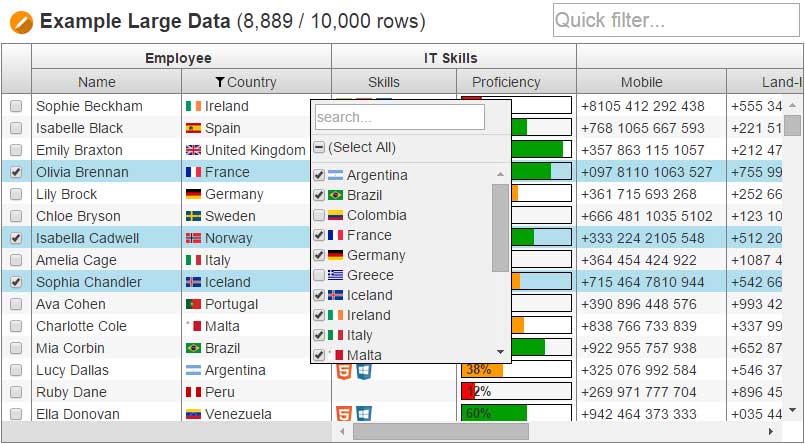 Example Large Data (8,889 / 10,000 rows)
Quick filter...
Employee IT Skills
Name Country Skills Proficiency Mobile Land-l
Sophie Beckham Ireland +8105 412 292 438 +555 34
Isabelle Black Spain +768 1065 667 593 +221 51
Emily Braxton United Kingdom +357 863 115 1057 +212 47
Olivia Brennan France +097 8110 1063 527 +755 99
Lily Brock Germany +361 715 693 268 +252 66
Chloe Bryson Sweden +666 481 1035 5102 +123 10
Isabella Cadwell Norway +333 224 2105 548 +512 20
Amelia Cage Italy +364 454 424 922 +1087 4
Sophia Chandler Iceland +715 464 7810 944 +542 66
Ava Cohen Portugal +390 896 448 576 +993 42
Charlotte Cole Malta +838 766 733 839 +337 99
Mia Corbin Brazil +922 955 757 938 +652 87
Lucy Dallas Argentina 38% +325 076 992 584 +546 37
Ruby Dane Peru 12% +269 971 777 704 +896 45
Ella Donovan Venezuela 60% +942 464 373 333 +035 44
search...
(Select All)
Argentina
Brazil
Colombia
France
Germany
Greece
Iceland
Ireland
Italy
Malta